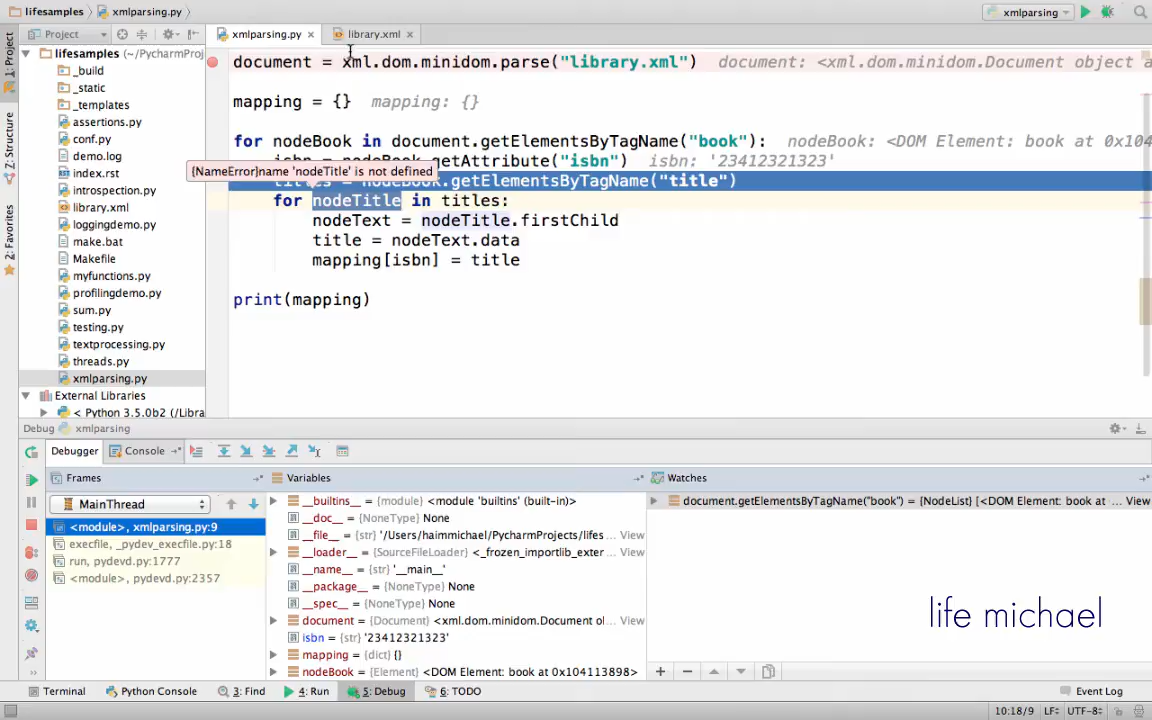 lifesamples
xmlparsing.py
xmlparsing
Project
xmlparsing.py
library.xml
1: Project
Z: Structure
2: Favorites
lifesamples (~/PycharmProj
_build
_static
_templates
assertions.py
conf.py
demo.log
index.rst
introspection.py
library.xml
loggingdemo.py
make.bat
Makefile
myfunctions.py
profilingdemo.py
sum.py
testing.py
textprocessing.py
threads.py
xmlparsing.py
External Libraries
< Python 3.5.0b2 (/Libra
document = xml.dom.minidom.parse("library.xml") document: <xml.dom.minidom.Document object a
mapping = {} mapping: {}
for nodeBook in document.getElementsByTagName("book"): nodeBook: <DOM Element: book at 0x104
isbn = nodeBook.getAttribute("isbn") isbn: '23412321323'
{NameError}name 'nodeTitle' is not defined
titles = nodeBook.getElementsByTagName("title")
for nodeTitle in titles:
nodeText = nodeTitle.firstChild
title = nodeText.data
mapping[isbn] = title
print(mapping)
Debug xmlparsing
Debugger
Console
Frames
MainThread
<module>, xmlparsing.py:9
execfile, _pydev_execfile.py:18
run, pydevd.py:1777
<module>, pydevd.py:2357
Variables
__builtins__ = {module} <module 'builtins' (built-in)>
__doc__ = {NoneType} None
__file__ = {str} '/Users/haimmichael/PycharmProjects/lifes ... View
__loader__ = {SourceFileLoader} <_frozen_importlib_exter ... View
__name__ = {str} '__main__'
__package__ = {NoneType} None
__spec__ = {NoneType} None
document = {Document} <xml.dom.minidom.Document ol ... View
isbn = {str} '23412321323'
mapping = {dict} {}
nodeBook = {Element} <DOM Element: book at 0x104113898>
Watches
document.getElementsByTagName("book") = {NodeList} [<DOM Element: book at ... View
life michael
Terminal
Python Console
3: Find
4: Run
5: Debug
6: TODO
Event Log
10:18/9
LF
UTF-8